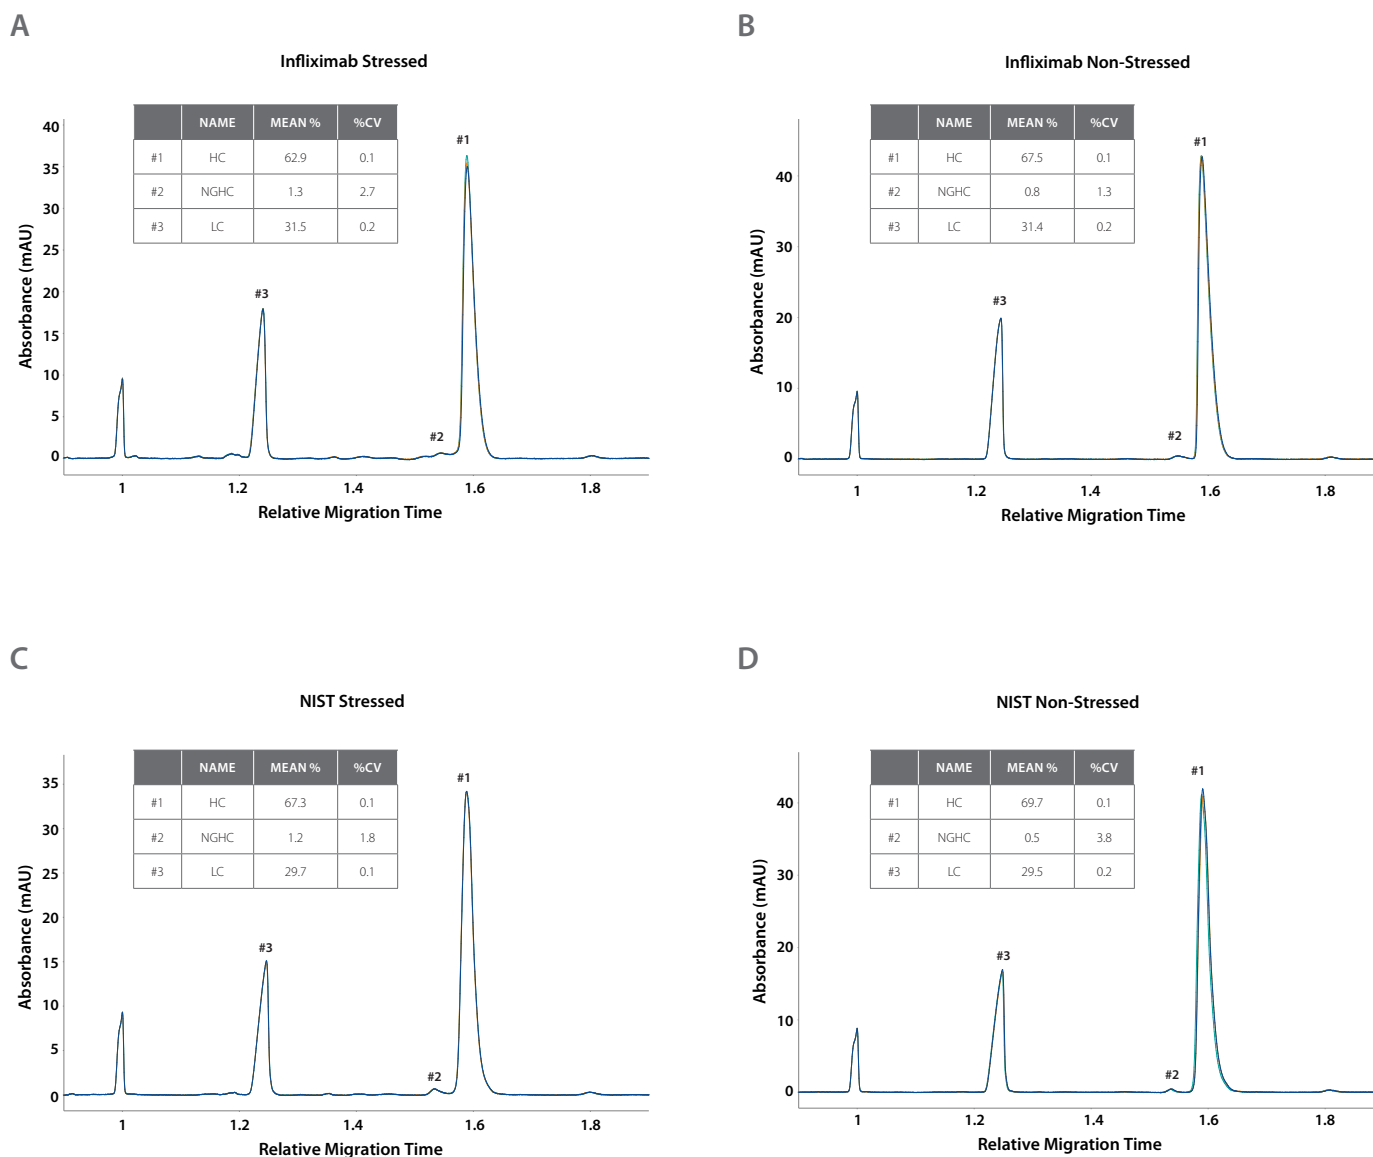 A
Infliximab Stressed
NAME MEAN % %CV
#1 HC 62.9 0.1
#2 NGHC 1.3 2.7
#3 LC 31.5 0.2
#1
#3
#2
40
35
30
25
20
15
10
5
0
Absorbance (mAU)
1 1.2 1.4 1.6 1.8
Relative Migration Time
B
Infliximab Non-Stressed
NAME MEAN % %CV
#1 HC 67.5 0.1
#2 NGHC 0.8 1.3
#3 LC 31.4 0.2
#1
#3
#2
40
30
20
10
0
Absorbance (mAU)
1 1.2 1.4 1.6 1.8
Relative Migration Time
C
NIST Stressed
NAME MEAN % %CV
#1 HC 67.3 0.1
#2 NGHC 1.2 1.8
#3 LC 29.7 0.1
#1
#3
#2
35
30
25
20
15
10
5
0
Absorbance (mAU)
1 1.2 1.4 1.6 1.8
Relative Migration Time
D
NIST Non-Stressed
NAME MEAN % %CV
#1 HC 69.7 0.1
#2 NGHC 0.5 3.8
#3 LC 29.5 0.2
#1
#3
#2
40
30
20
10
0
Absorbance (mAU)
1 1.2 1.4 1.6 1.8
Relative Migration Time